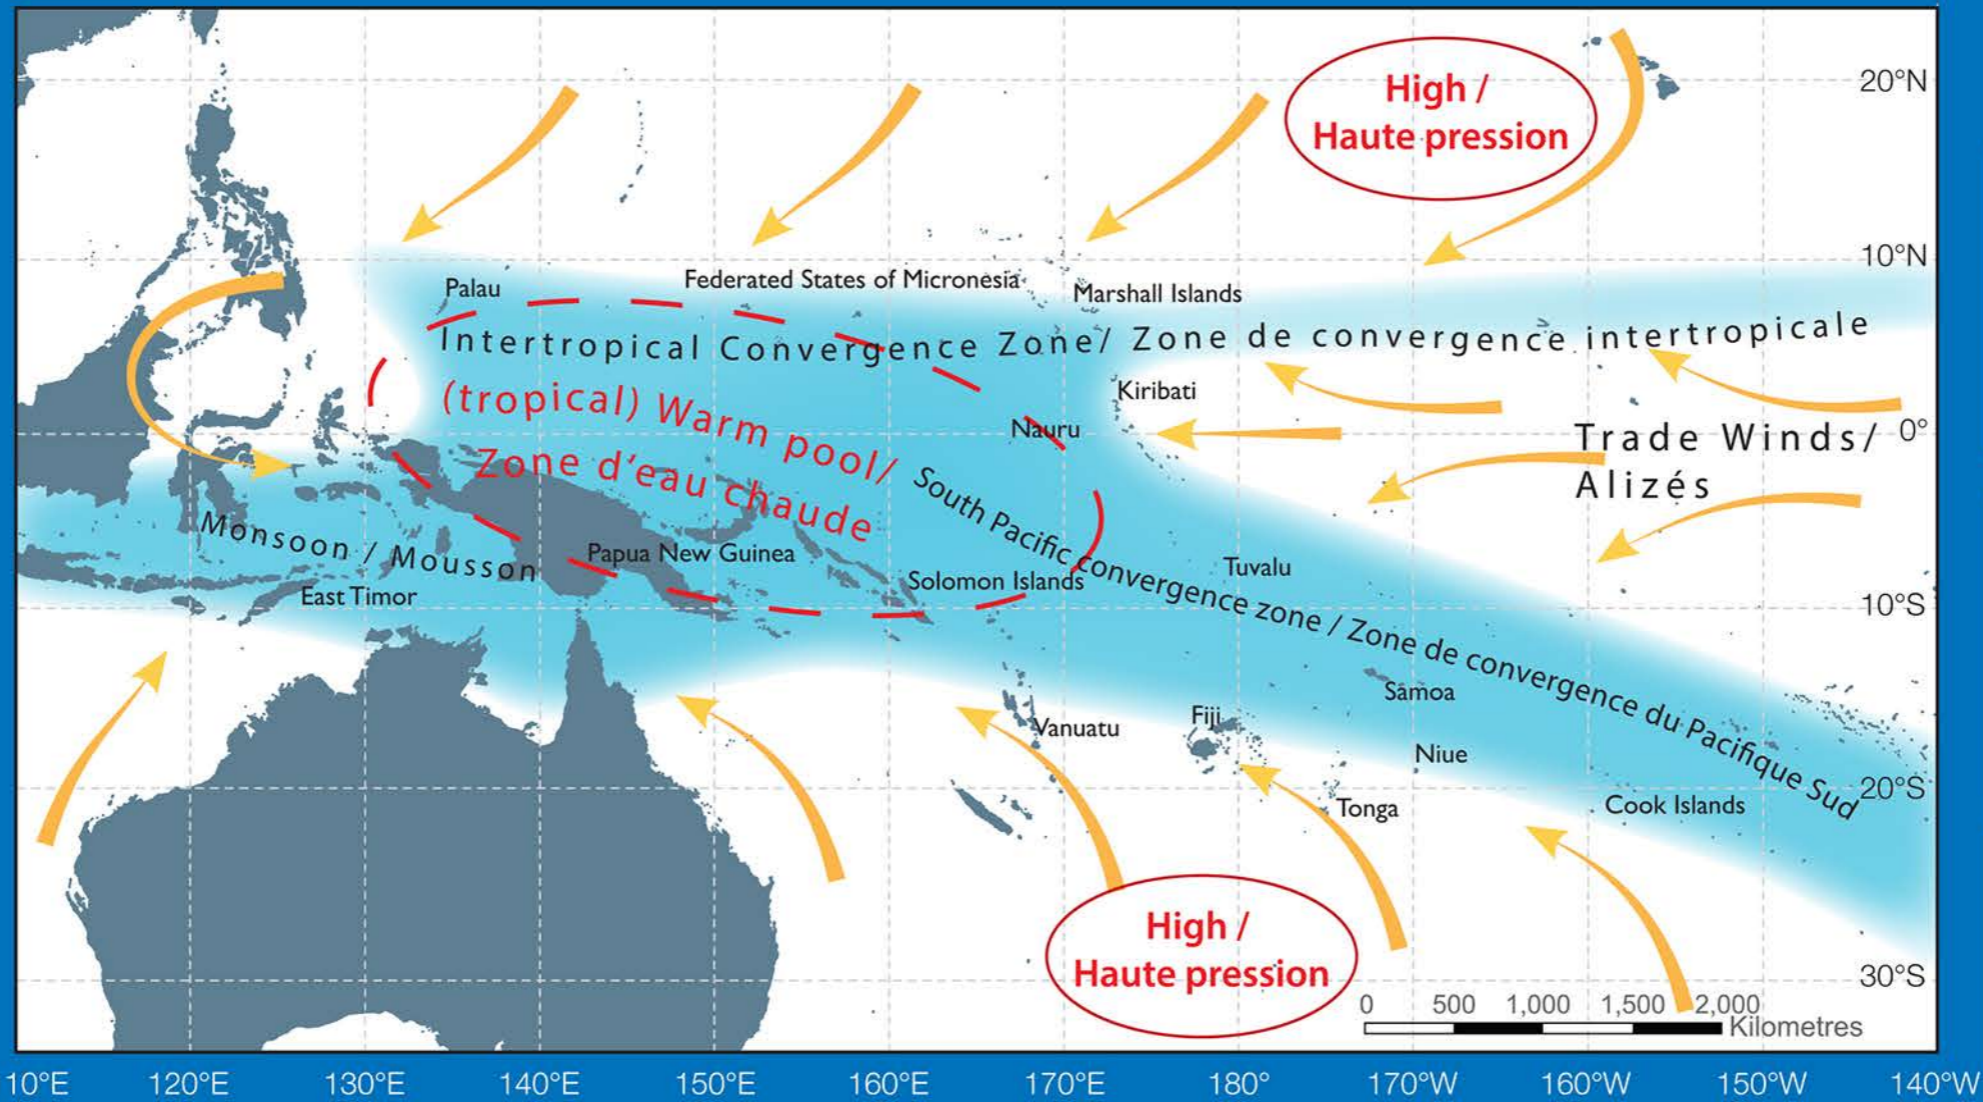 High /
Haute pression
20°N
10°N
Palau
Federated States of Micronesia
Marshall Islands
Intertropical Convergence Zone/ Zone de convergence intertropicale
(tropical) Warm pool/
Zone d'eau chaude
Kiribati
Nauru
Trade Winds/
Alizés
0°
South Pacific convergence zone / Zone de convergence du Pacifique Sud
Monsoon / Mousson
Papua New Guinea
East Timor
Solomon Islands
Tuvalu
10°S
Samoa
Vanuatu
Fiji
Niue
Tonga
Cook Islands
20°S
High /
Haute pression
30°S
0 500 1,000 1,500 2,000
Kilometres
10°E 120°E 130°E 140°E 150°E 160°E 170°E 180° 170°W 160°W 150°W 140°W